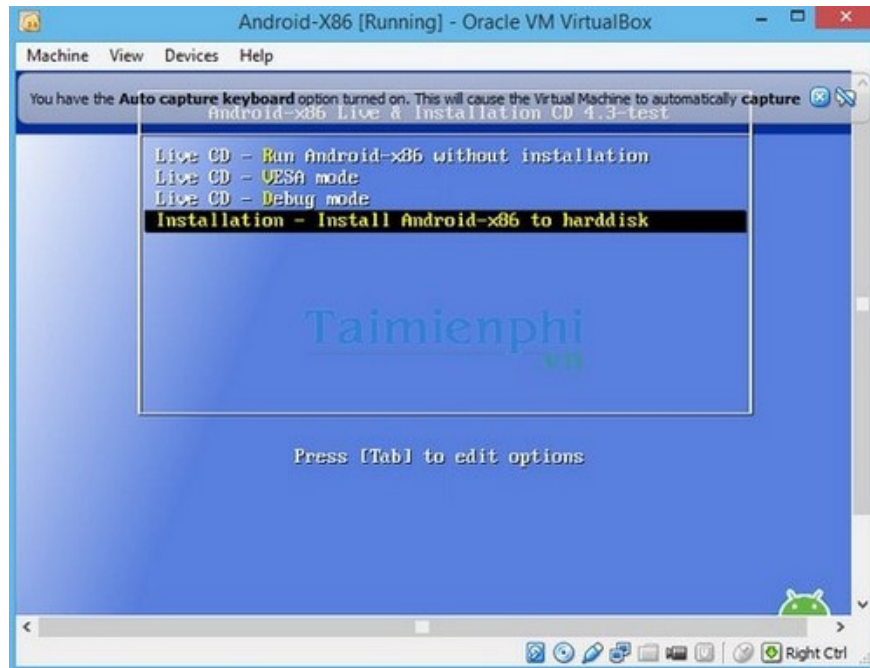 Android-X86 [Running] - Oracle VM VirtualBox
Machine View Devices Help
You have the Auto capture keyboard option turned on. This will cause the Virtual Machine to automatically capture
Android-x86 Live & Installation CD 4.3-test
Live CD - Run Android-x86 without installation
Live CD - VESA mode
Live CD - Debug mode
Installation - Install Android-x86 to harddisk
Taimienphi
.vn
Press [Tab] to edit options
Right Ctrl